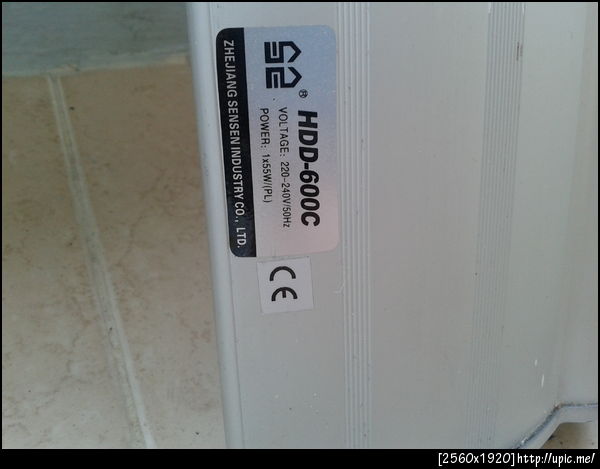 HDD-600C
VOLTAGE: 220-240V/50Hz
POWER: 1x55W/(PL)
ZHEJIANG SENSEN INDUSTRY CO., LTD.
®
CE
[2560x1920]http://upic.me/